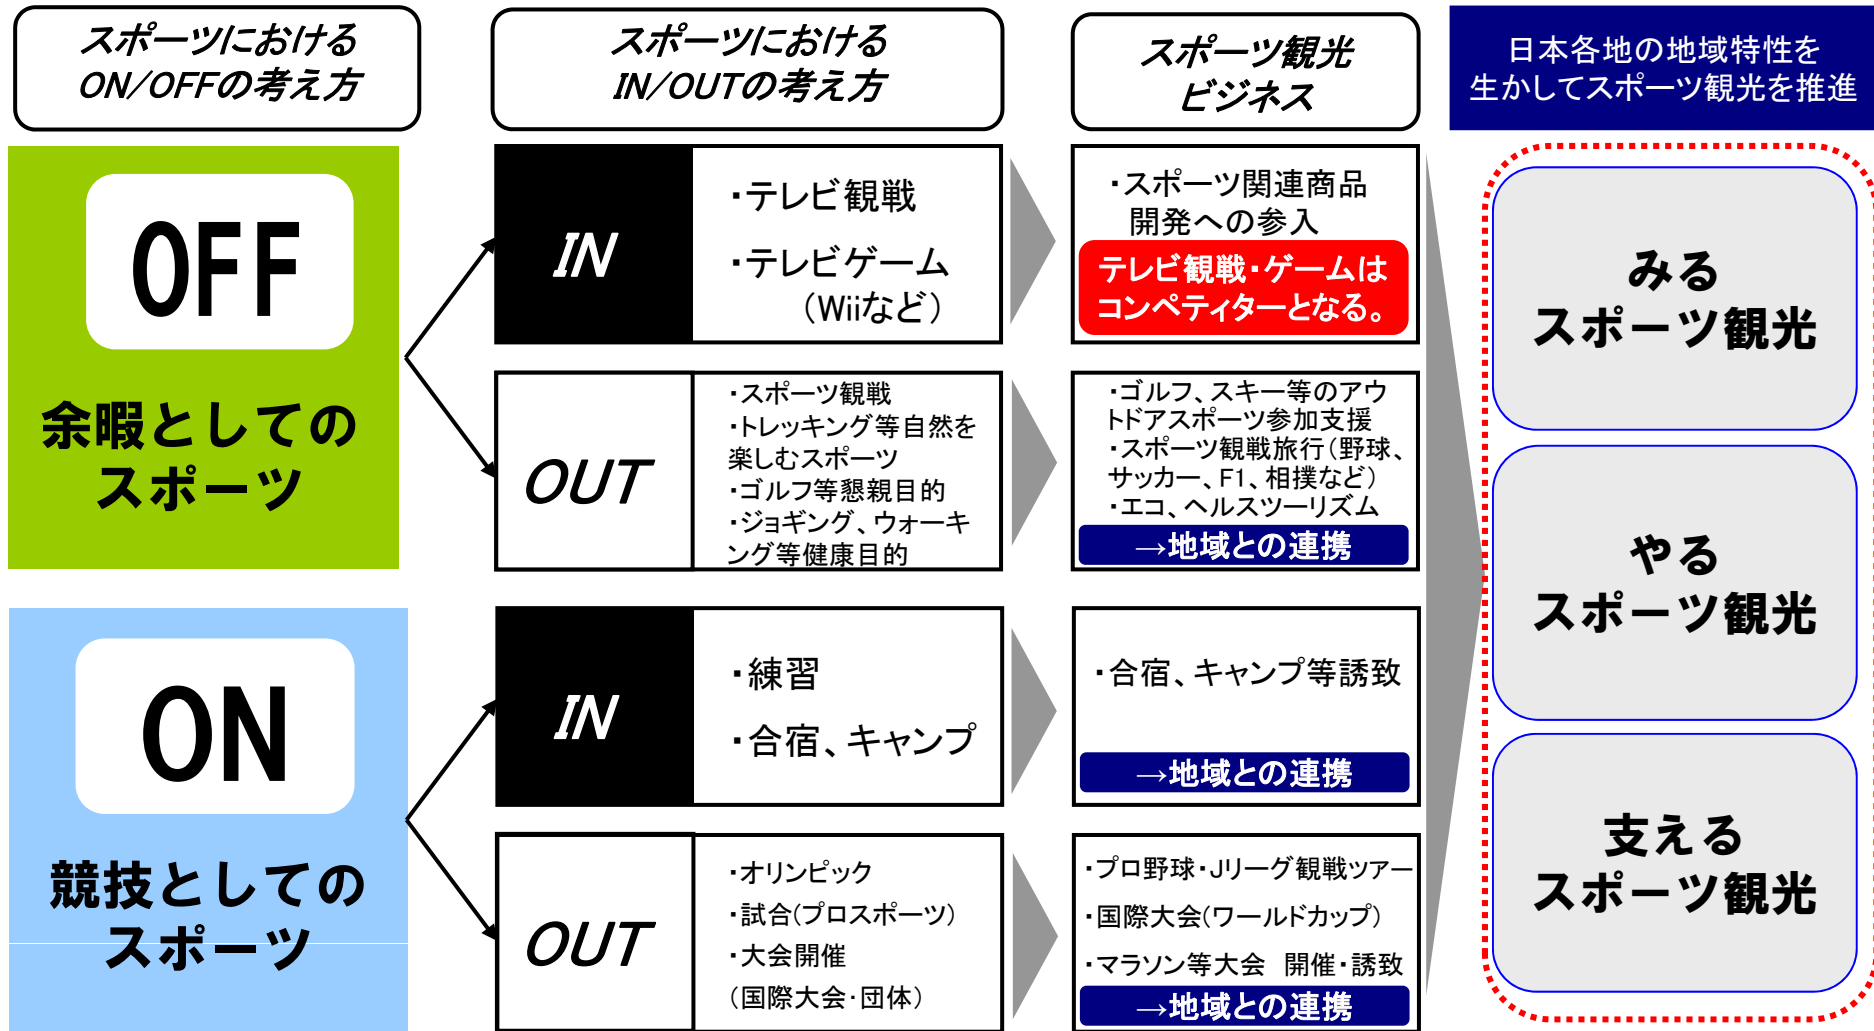 スポーツにおける
ON/OFFの考え方
スポーツにおける
IN/OUTの考え方
スポーツ観光
ビジネス
日本各地の地域特性を
生かしてスポーツ観光を推進
OFF
余暇としての
スポーツ
IN
・テレビ観戦
・テレビゲーム
（Wiiなど）
・スポーツ関連商品
開発への参入
テレビ観戦・ゲームは
コンペティターとなる。
OUT
・スポーツ観戦
・トレッキング等自然を
楽しむスポーツ
・ゴルフ等懇親目的
・ジョギング、ウォーキ
ング等健康目的
・ゴルフ、スキー等のアウ
トドアスポーツ参加支援
・スポーツ観戦旅行（野球、
サッカー、F1、相撲など）
・エコ、ヘルスツーリズム
→地域との連携
ON
競技としての
スポーツ
IN
・練習
・合宿、キャンプ
・合宿、キャンプ等誘致
→地域との連携
OUT
・オリンピック
・試合（プロスポーツ）
・大会開催
（国際大会・団体）
・プロ野球・Jリーグ観戦ツアー
・国際大会（ワールドカップ）
・マラソン等大会　開催・誘致
→地域との連携
みる
スポーツ観光
やる
スポーツ観光
支える
スポーツ観光